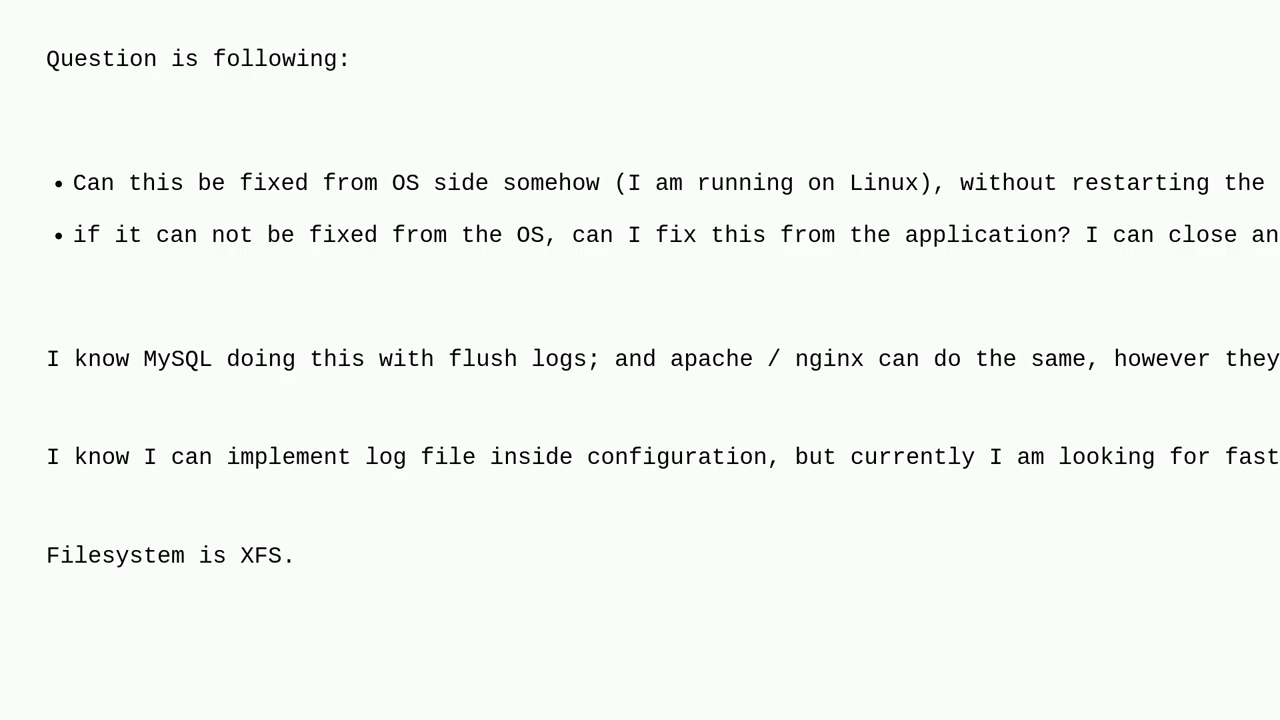 Question is following:
• Can this be fixed from OS side somehow (I am running on Linux), without restarting the
• if it can not be fixed from the OS, can I fix this from the application? I can close an
I know MySQL doing this with flush logs; and apache / nginx can do the same, however they
I know I can implement log file inside configuration, but currently I am looking for fast
Filesystem is XFS.